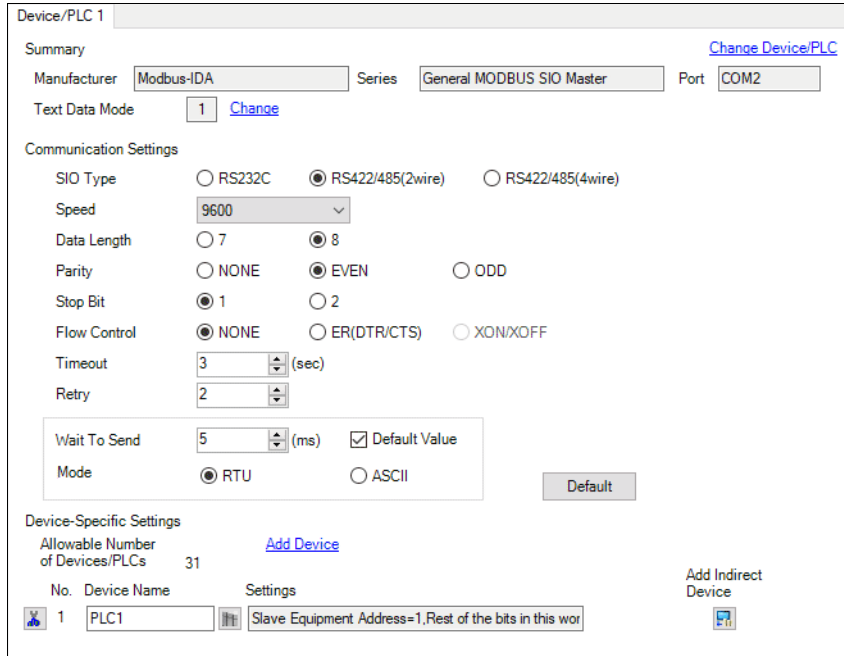 Device/PLC 1
Summary
Change Device/PLC
Manufacturer Modbus-IDA Series General MODBUS SIO Master Port COM2
Text Data Mode 1 Change
Communication Settings
SIO Type RS232C RS422/485(2wire) RS422/485(4wire)
Speed 9600
Data Length 7 8
Parity NONE EVEN ODD
Stop Bit 1 2
Flow Control NONE ER(DTR/CTS) XON/XOFF
Timeout 3 (sec)
Retry 2
Wait To Send 5 (ms) Default Value
Mode RTU ASCII
Default
Device-Specific Settings
Allowable Number Add Device
of Devices/PLCs 31
Add Indirect
Device
No. Device Name Settings
1 PLC1 Slave Equipment Address=1,Rest of the bits in this wor